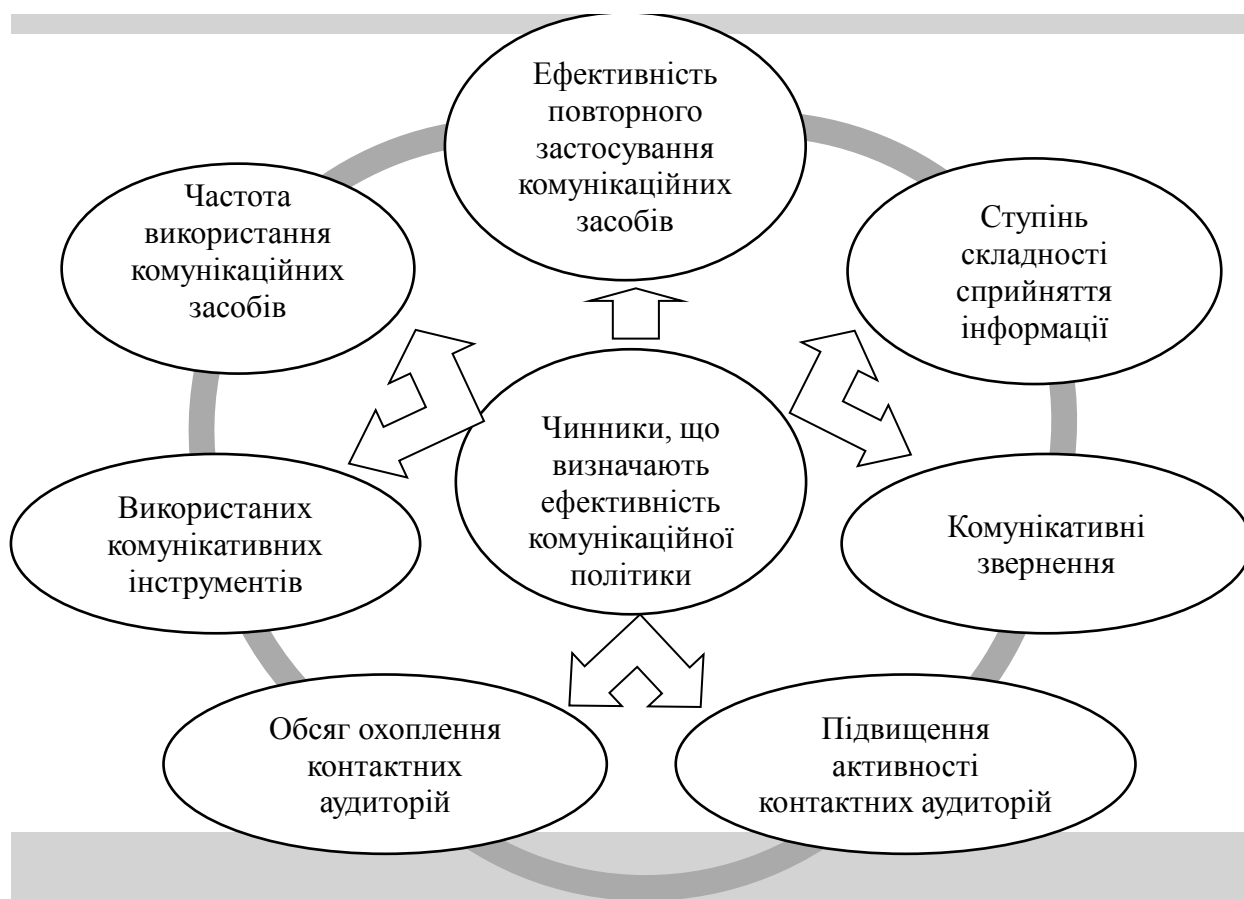 Ефективність
повторного
застосування
комунікаційних
засобів
Частота
використання
комунікаційних
засобів
Ступінь
складності
сприйняття
інформації
Чинники, що
визначають
ефективність
комунікаційної
політики
Використаних
комунікативних
інструментів
Комунікативні
звернення
Обсяг охоплення
контактних
аудиторій
Підвищення
активності
контактних аудиторій